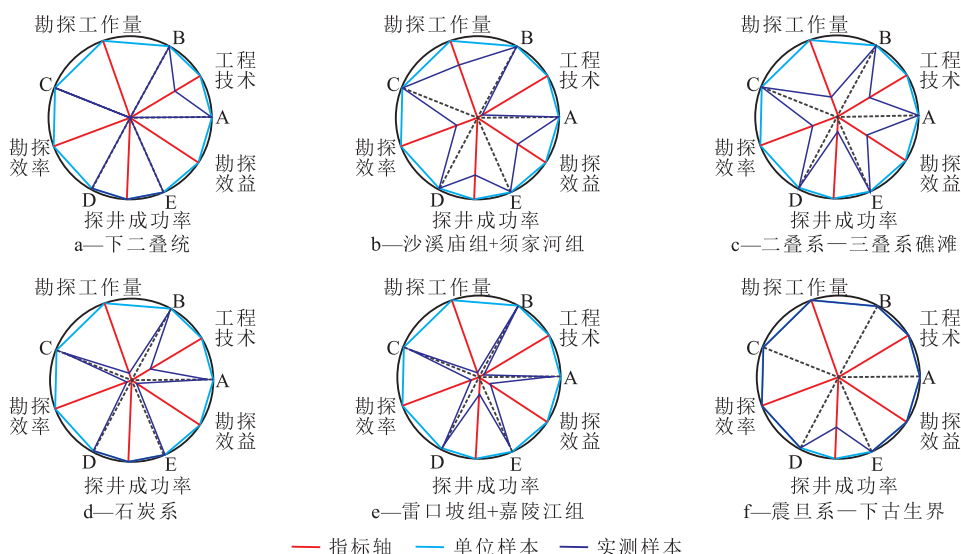 勘探工作量
B
工程
技术
C
A
勘探
效率
勘探
效益
D
E
探井成功率
a—下二叠统
勘探工作量
B
工程
技术
C
A
勘探
效率
勘探
效益
D
E
探井成功率
b—沙溪庙组+须家河组
勘探工作量
B
工程
技术
C
A
勘探
效率
勘探
效益
D
E
探井成功率
c—二叠系—三叠系礁滩
勘探工作量
B
工程
技术
C
A
勘探
效率
勘探
效益
D
E
探井成功率
d—石炭系
勘探工作量
B
工程
技术
C
A
勘探
效率
勘探
效益
D
E
探井成功率
e—雷口坡组+嘉陵江组
勘探工作量
B
工程
技术
C
A
勘探
效率
勘探
效益
D
E
探井成功率
f—震旦系—下古生界
指标轴 单位样本 实测样本